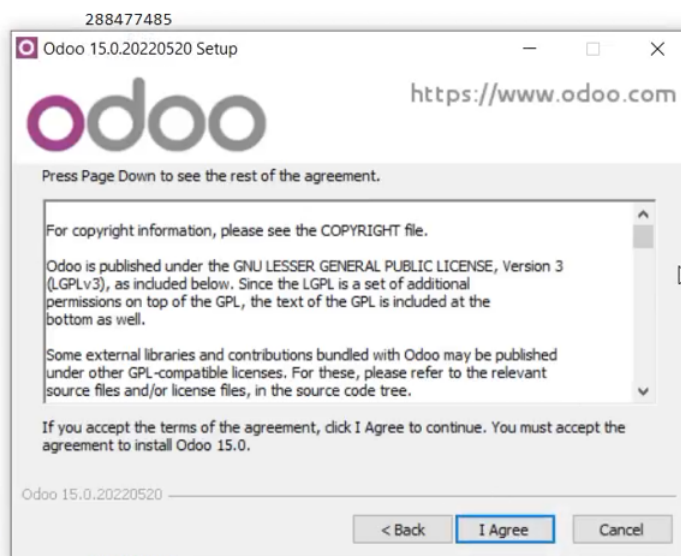 288477485
Odoo 15.0.20220520 Setup
odoo
https://www.odoo.com
Press Page Down to see the rest of the agreement.
For copyright information, please see the COPYRIGHT file.
Odoo is published under the GNU LESSER GENERAL PUBLIC LICENSE, Version 3
(LGPLv3), as included below. Since the LGPL is a set of additional
permissions on top of the GPL, the text of the GPL is included at the
bottom as well.
Some external libraries and contributions bundled with Odoo may be published
under other GPL-compatible licenses. For these, please refer to the relevant
source files and/or license files, in the source code tree.
If you accept the terms of the agreement, click I Agree to continue. You must accept the
agreement to install Odoo 15.0.
Odoo 15.0.20220520
< Back
I Agree
Cancel